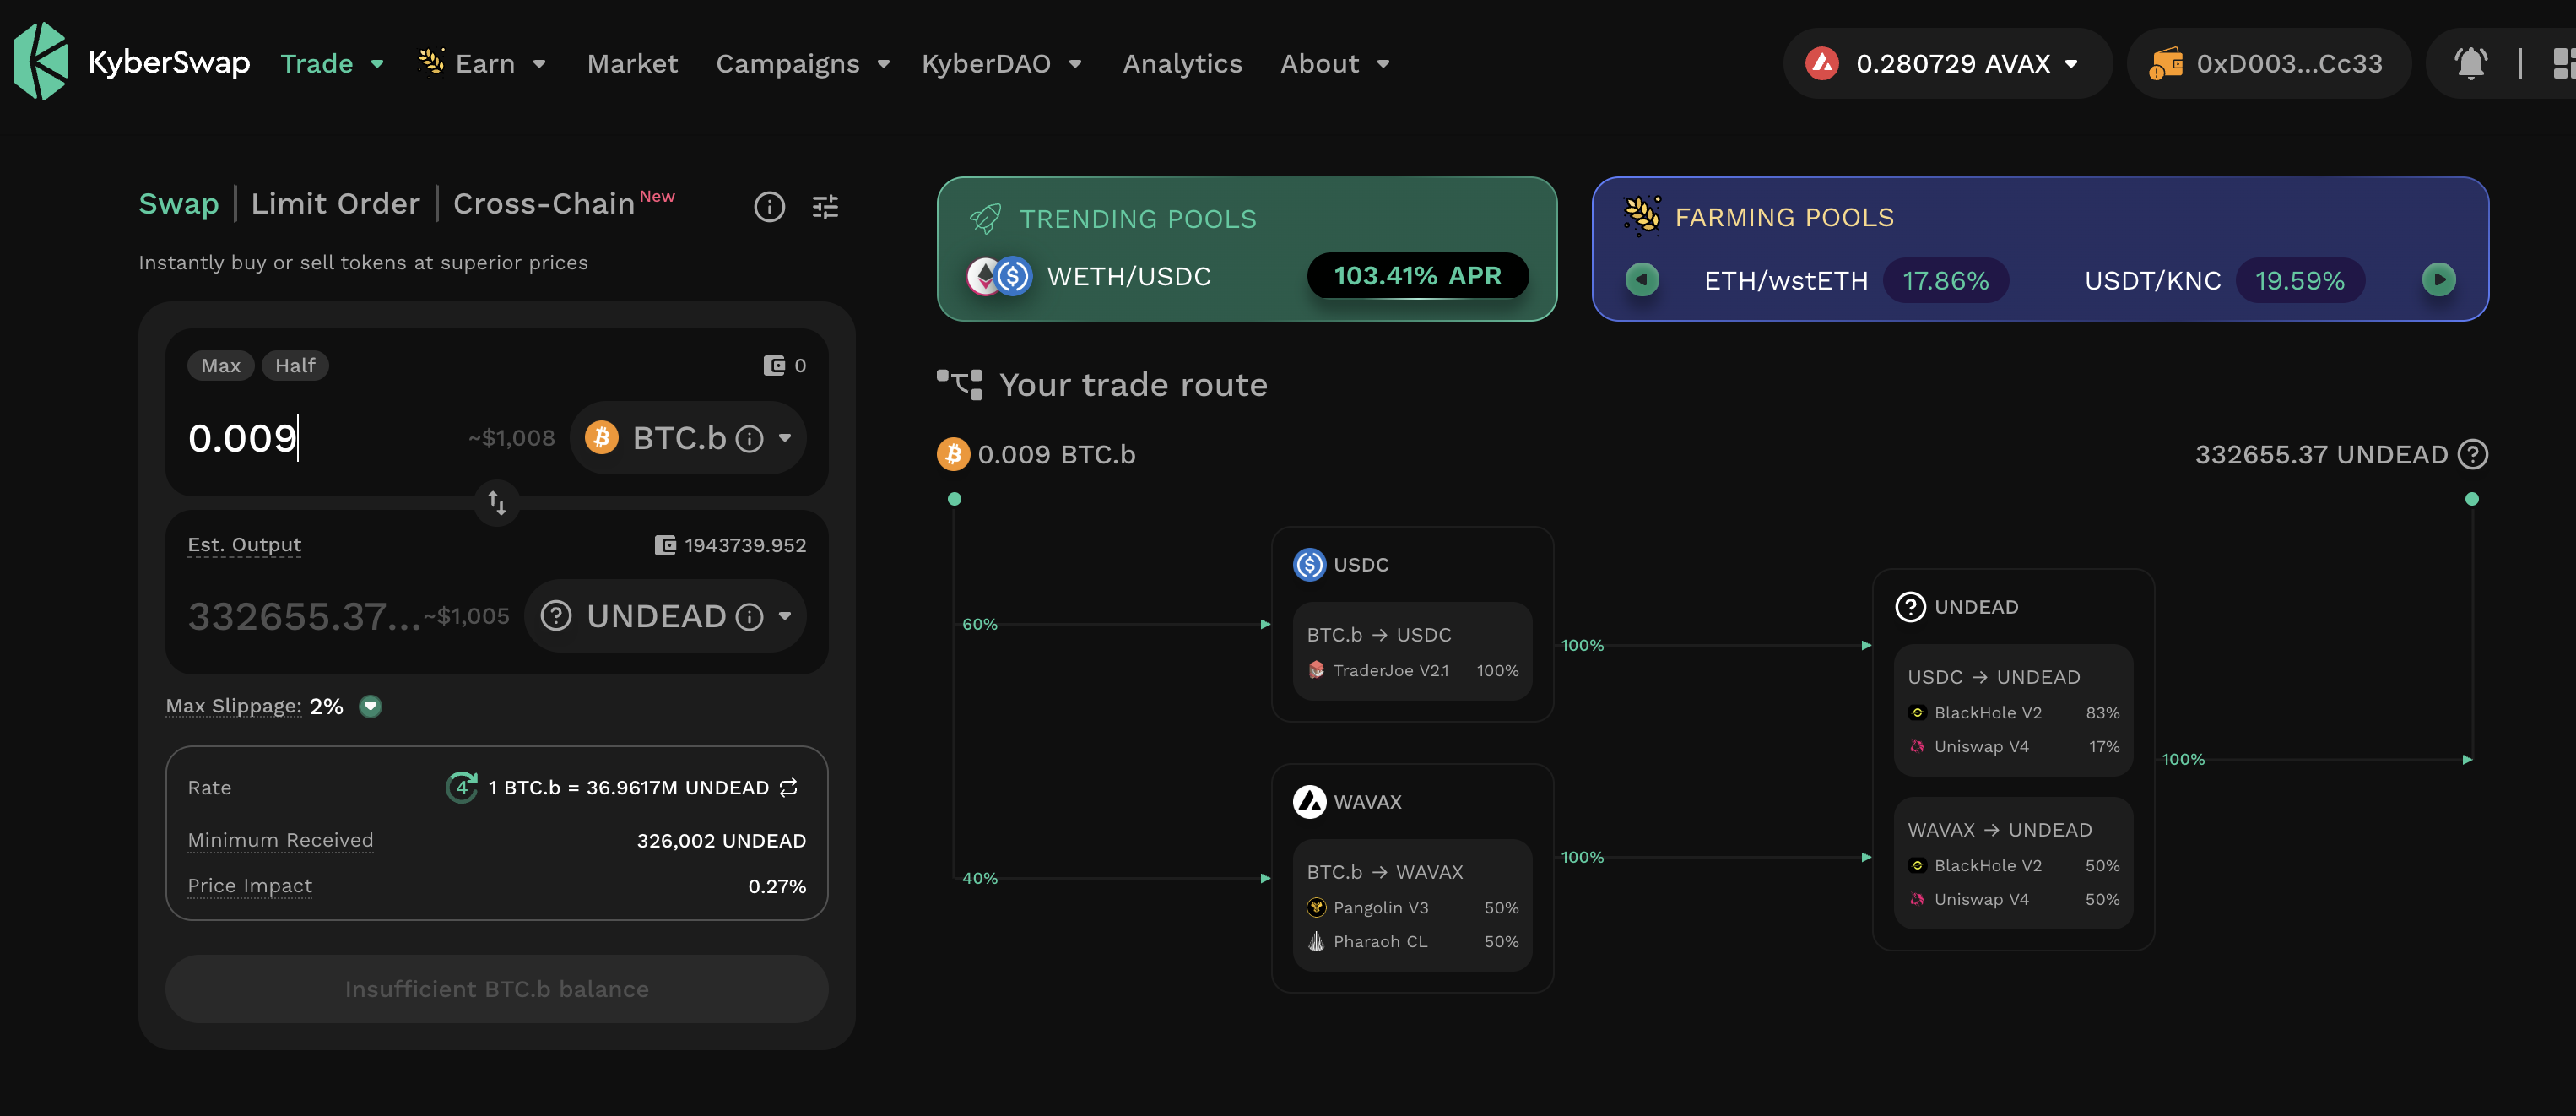 KyberSwap Trade Earn Market Campaigns KyberDAO Analytics About 0.280729 AVAX 0xD003...Cc33
Swap | Limit Order | Cross-Chain New
Instantly buy or sell tokens at superior prices
Max Half 0
0.009 ~$1,008 BTC.b
Est. Output 1943739.952
332655.37... ~$1,005 UNDEAD
Max Slippage: 2%
Rate 4 1 BTC.b = 36.9617M UNDEAD
Minimum Received 326,002 UNDEAD
Price Impact 0.27%
Insufficient BTC.b balance
TRENDING POOLS
WETH/USDC 103.41% APR
FARMING POOLS
ETH/wstETH 17.86% USDT/KNC 19.59%
Your trade route
0.009 BTC.b 332655.37 UNDEAD
60%
USDC
BTC.b → USDC
TraderJoe V2.1 100%
100%
40%
WAVAX
BTC.b → WAVAX
Pangolin V3 50%
Pharaoh CL 50%
100%
UNDEAD
USDC → UNDEAD
BlackHole V2 83%
Uniswap V4 17%
WAVAX → UNDEAD
BlackHole V2 50%
Uniswap V4 50%
100%